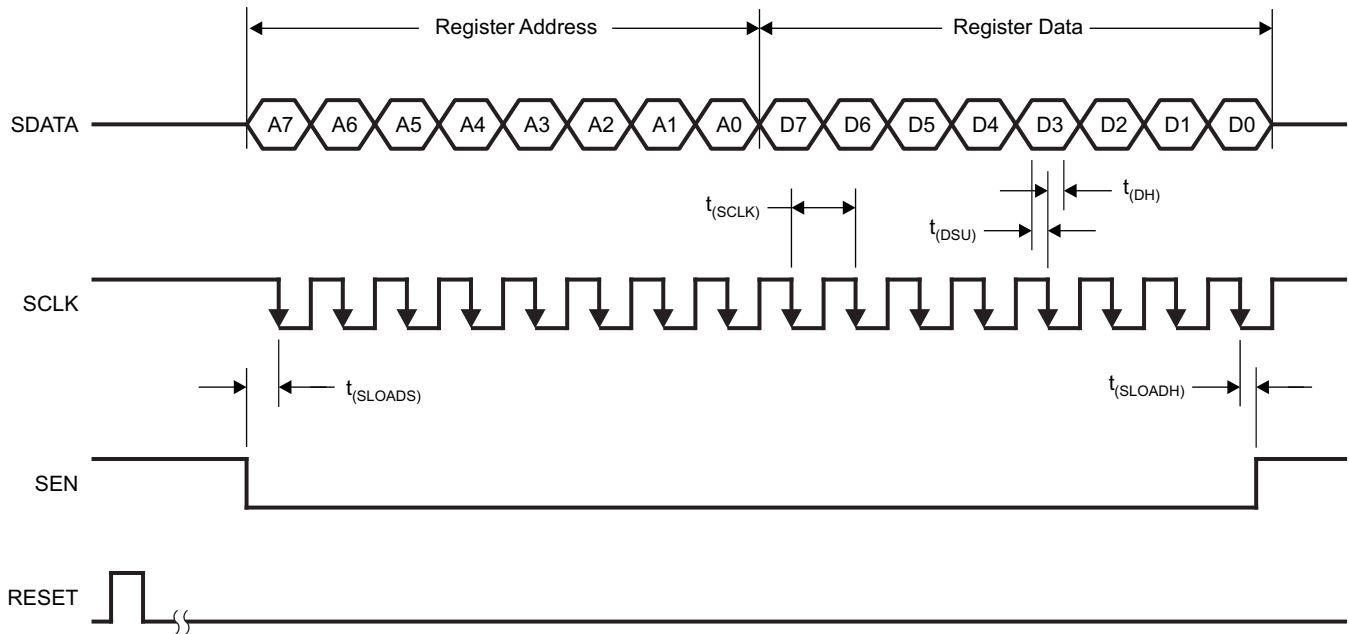 Register Address
Register Data
SDATA
A7 A6 A5 A4 A3 A2 A1 A0 D7 D6 D5 D4 D3 D2 D1 D0
t(SCLK)
t(DH)
t(DSU)
SCLK
t(SLOADS)
t(SLOADH)
SEN
RESET